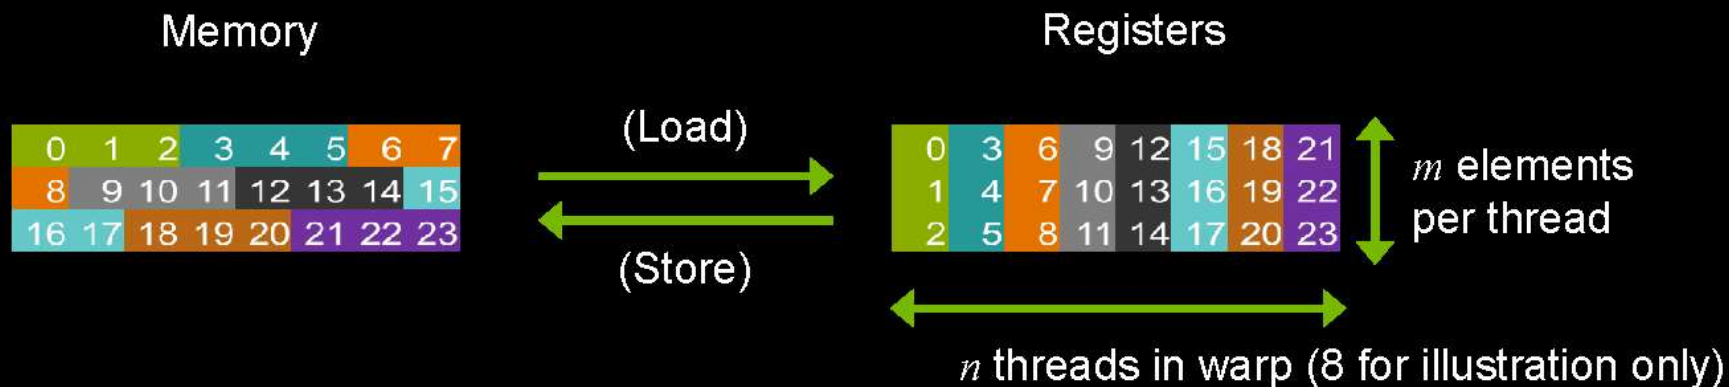 Memory
Registers
0 1 2 3 4 5 6 7
8 9 10 11 12 13 14 15
16 17 18 19 20 21 22 23
(Load)
(Store)
0 3 6 9 12 15 18 21
1 4 7 10 13 16 19 22
2 5 8 11 14 17 20 23
m elements
per thread
n threads in warp (8 for illustration only)